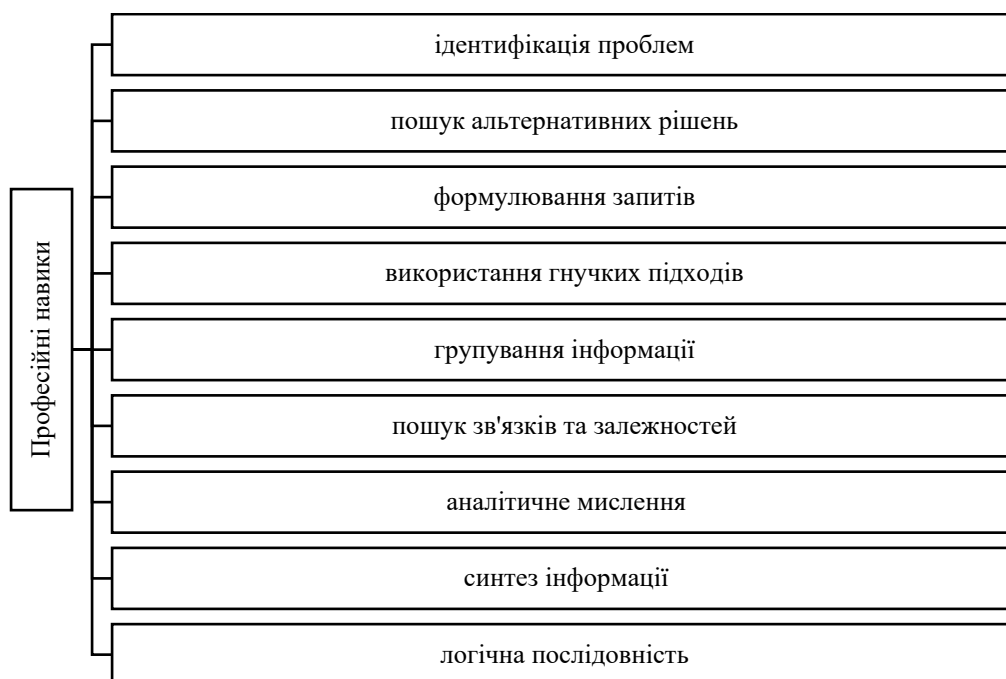 Професійні навики
ідентифікація проблем
пошук альтернативних рішень
формулювання запитів
використання гнучких підходів
групування інформації
пошук зв'язків та залежностей
аналітичне мислення
синтез інформації
логічна послідовність